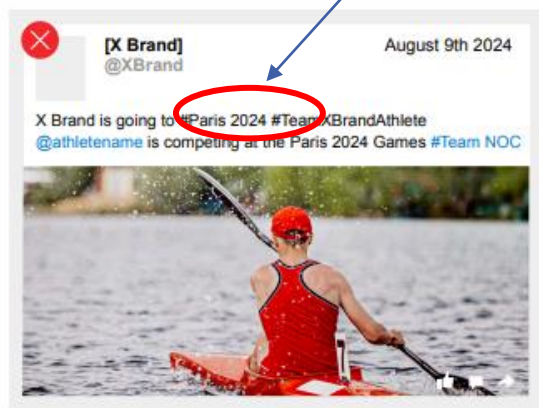 [X Brand]
August 9th 2024
@XBrand
X Brand is going to #Paris 2024 #TeamXBrandAthlete
@athletename is competing at the Paris 2024 Games #Team NOC
1